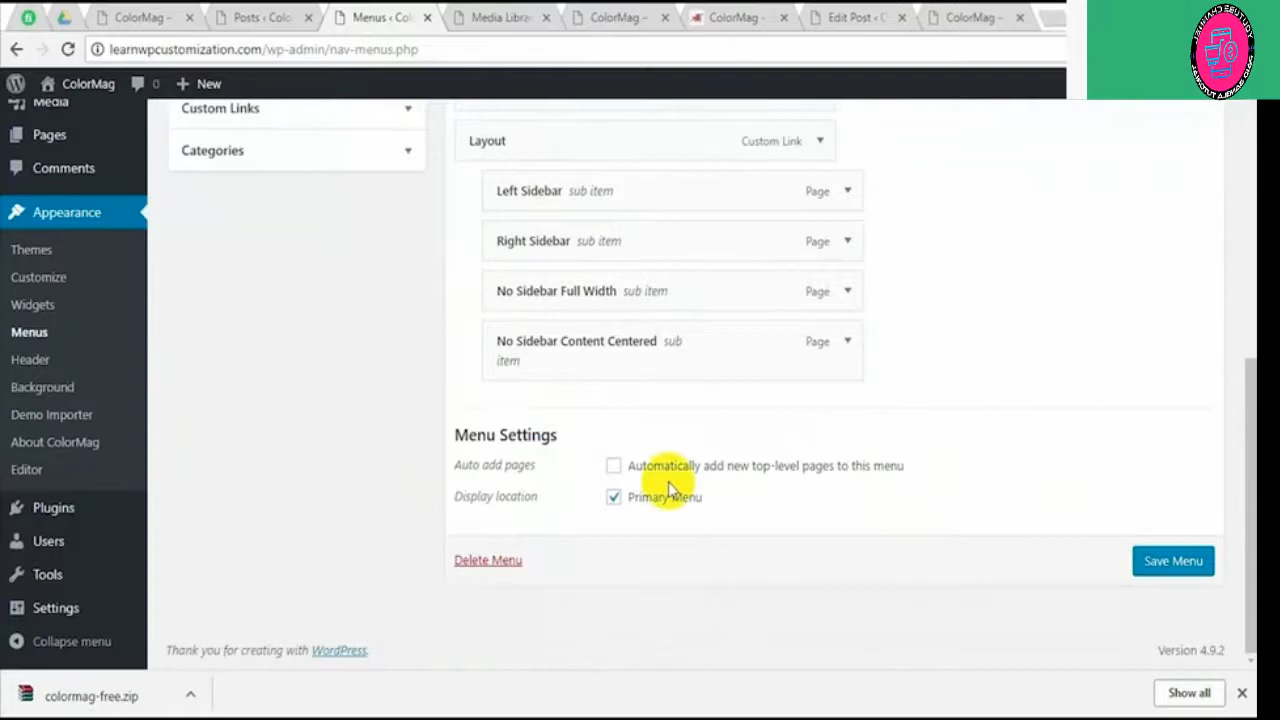 ColorMag –
Posts ‹ Colo
Menus ‹ Col
Media Libra
ColorMag –
ColorMag –
Edit Post ‹ C
ColorMag –
learnwpcustomization.com/wp-admin/nav-menus.php
ColorMag
0
New
Media
Pages
Comments
Appearance
Themes
Customize
Widgets
Menus
Header
Background
Demo Importer
About ColorMag
Editor
Plugins
Users
Tools
Settings
Collapse menu
Custom Links
Categories
Layout Custom Link
Left Sidebar sub item Page
Right Sidebar sub item Page
No Sidebar Full Width sub item Page
No Sidebar Content Centered sub Page
item
Menu Settings
Auto add pages Automatically add new top-level pages to this menu
Display location Primary Menu
Delete Menu Save Menu
Thank you for creating with WordPress. Version 4.9.2
colormag-free.zip Show all